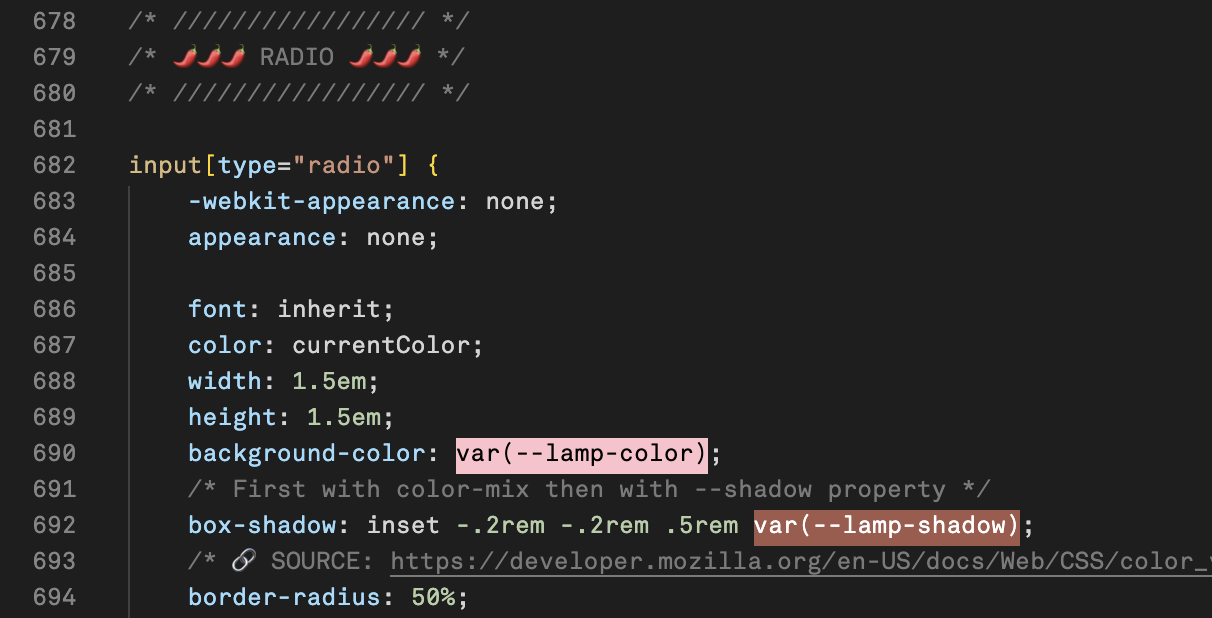 678 /* ///////////////// */
679 /* 🌶️🌶️🌶️ RADIO 🌶️🌶️🌶️ */
680 /* ///////////////// */
681
682 input[type="radio"] {
683 -webkit-appearance: none;
684 appearance: none;
685
686 font: inherit;
687 color: currentColor;
688 width: 1.5em;
689 height: 1.5em;
690 background-color: var(--lamp-color);
691 /* First with color-mix then with --shadow property */
692 box-shadow: inset -.2rem -.2rem .5rem var(--lamp-shadow);
693 /* 🔗 SOURCE: https://developer.mozilla.org/en-US/docs/Web/CSS/color_
694 border-radius: 50%;